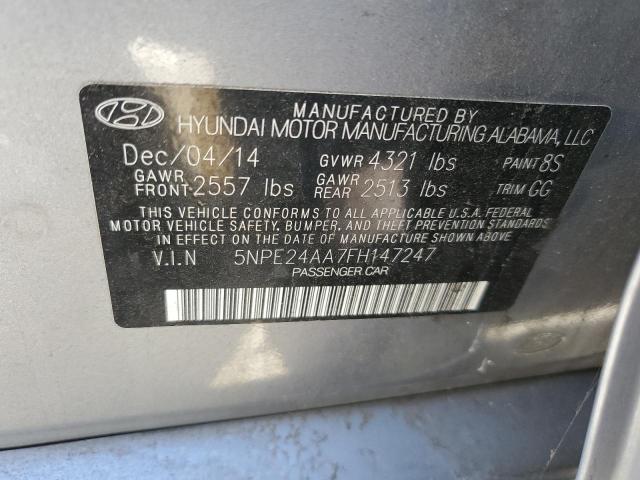 MANUFACTURED BY
HYUNDAI MOTOR MANUFACTURING ALABAMA, LLC
Dec/04/14 GVWR 4321 lbs PAINT 8S
GAWR FRONT 2557 lbs GAWR REAR 2513 lbs TRIM GG
THIS VEHICLE CONFORMS TO ALL APPLICABLE U.S.A. FEDERAL
MOTOR VEHICLE SAFETY, BUMPER, AND THEFT PREVENTION STANDARDS
IN EFFECT ON THE DATE OF MANUFACTURE SHOWN ABOVE.
V.I.N 5NPE24AA7FH147247
PASSENGER CAR